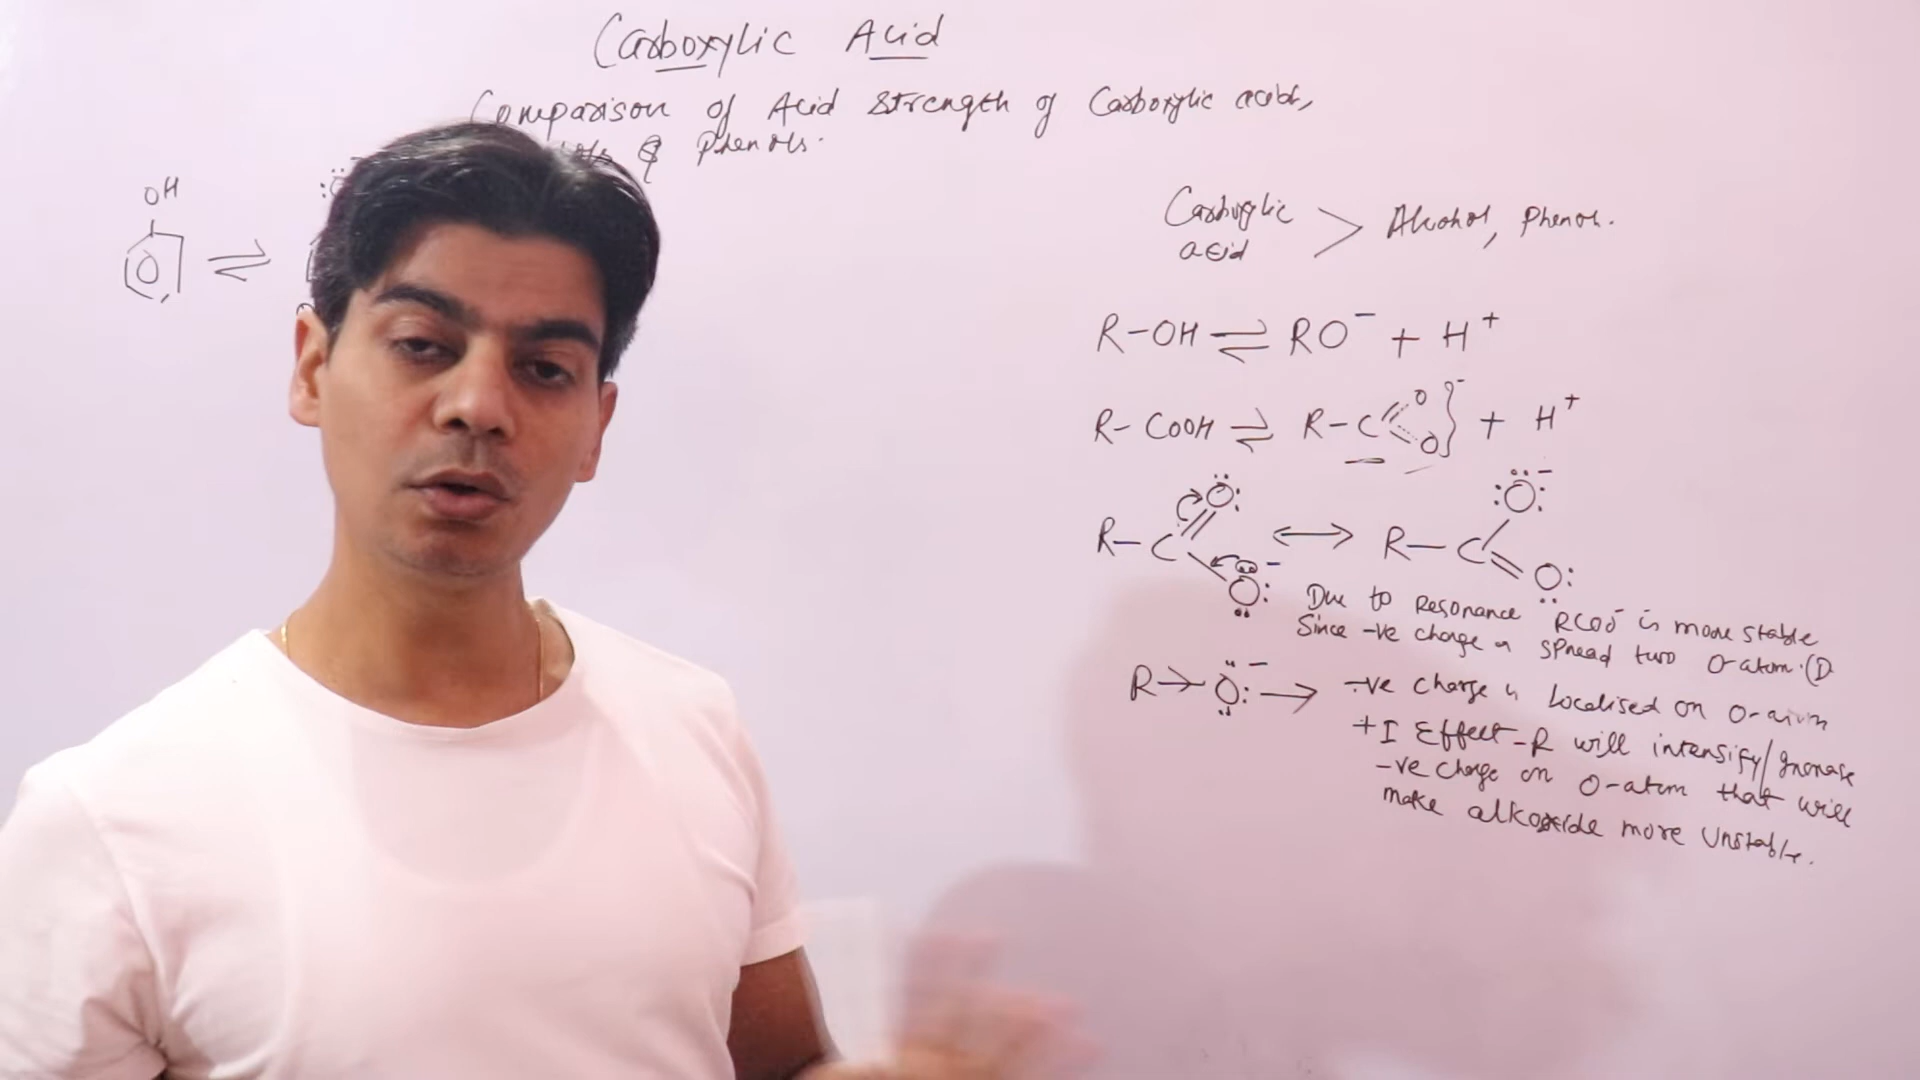 Carboxylic Acid
Comparison of Acid Strength of Carboxylic acids,
& Phenols.
OH
⇌
Carboxylic
acid > Alcohol, Phenol.
R-OH ⇌ RO⁻ + H⁺
R-COOH ⇌ R-C O O ⁻ + H⁺
R-C O O⁻ ⟷ R-C O⁻ O
Due to Resonance RCOO⁻ is more stable
Since -ve charge is spread two O-atom.
R O⁻ → -ve charge is Localised on O-atom
+I Effect -R will intensify/increase
-ve charge on O-atom that will
make alkoxide more Unstable.